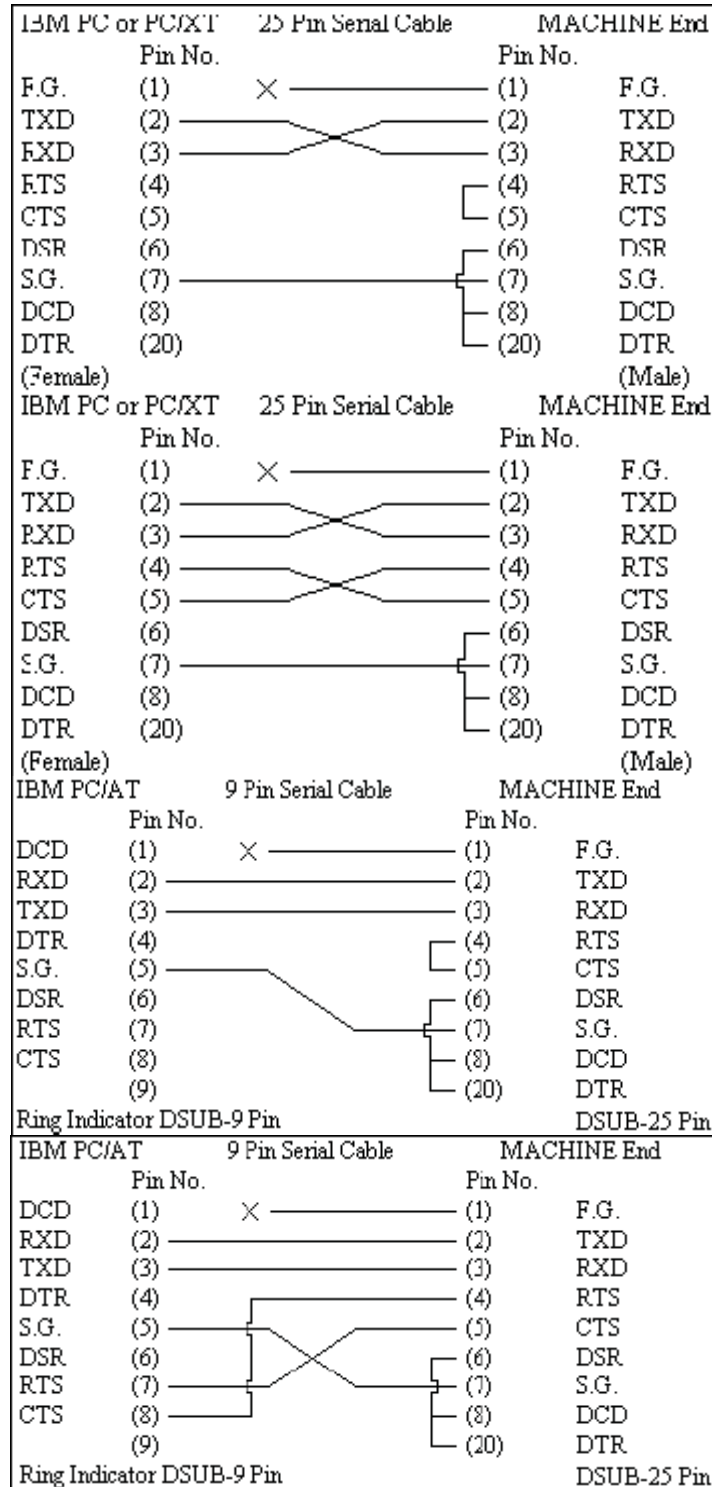 IBM PC or PC/XT 25 Pin Serial Cable MACHINE End
Pin No. Pin No.
F.G. (1) (1) F.G.
TXD (2) (2) TXD
RXD (3) (3) RXD
RTS (4) (4) RTS
CTS (5) (5) CTS
DSR (6) (6) DSR
S.G. (7) (7) S.G.
DCD (8) (8) DCD
DTR (20) (20) DTR
(Female) (Male)
IBM PC or PC/XT 25 Pin Serial Cable MACHINE End
Pin No. Pin No.
F.G. (1) (1) F.G.
TXD (2) (2) TXD
RXD (3) (3) RXD
RTS (4) (4) RTS
CTS (5) (5) CTS
DSR (6) (6) DSR
S.G. (7) (7) S.G.
DCD (8) (8) DCD
DTR (20) (20) DTR
(Female) (Male)
IBM PC/AT 9 Pin Serial Cable MACHINE End
Pin No. Pin No.
DCD (1) (1) F.G.
RXD (2) (2) TXD
TXD (3) (3) RXD
DTR (4) (4) RTS
S.G. (5) (5) CTS
DSR (6) (6) DSR
RTS (7) (7) S.G.
CTS (8) (8) DCD
(9) (20) DTR
Ring Indicator DSUB-9 Pin DSUB-25 Pin
IBM PC/AT 9 Pin Serial Cable MACHINE End
Pin No. Pin No.
DCD (1) (1) F.G.
RXD (2) (2) TXD
TXD (3) (3) RXD
DTR (4) (4) RTS
S.G. (5) (5) CTS
DSR (6) (6) DSR
RTS (7) (7) S.G.
CTS (8) (8) DCD
(9) (20) DTR
Ring Indicator DSUB-9 Pin DSUB-25 Pin